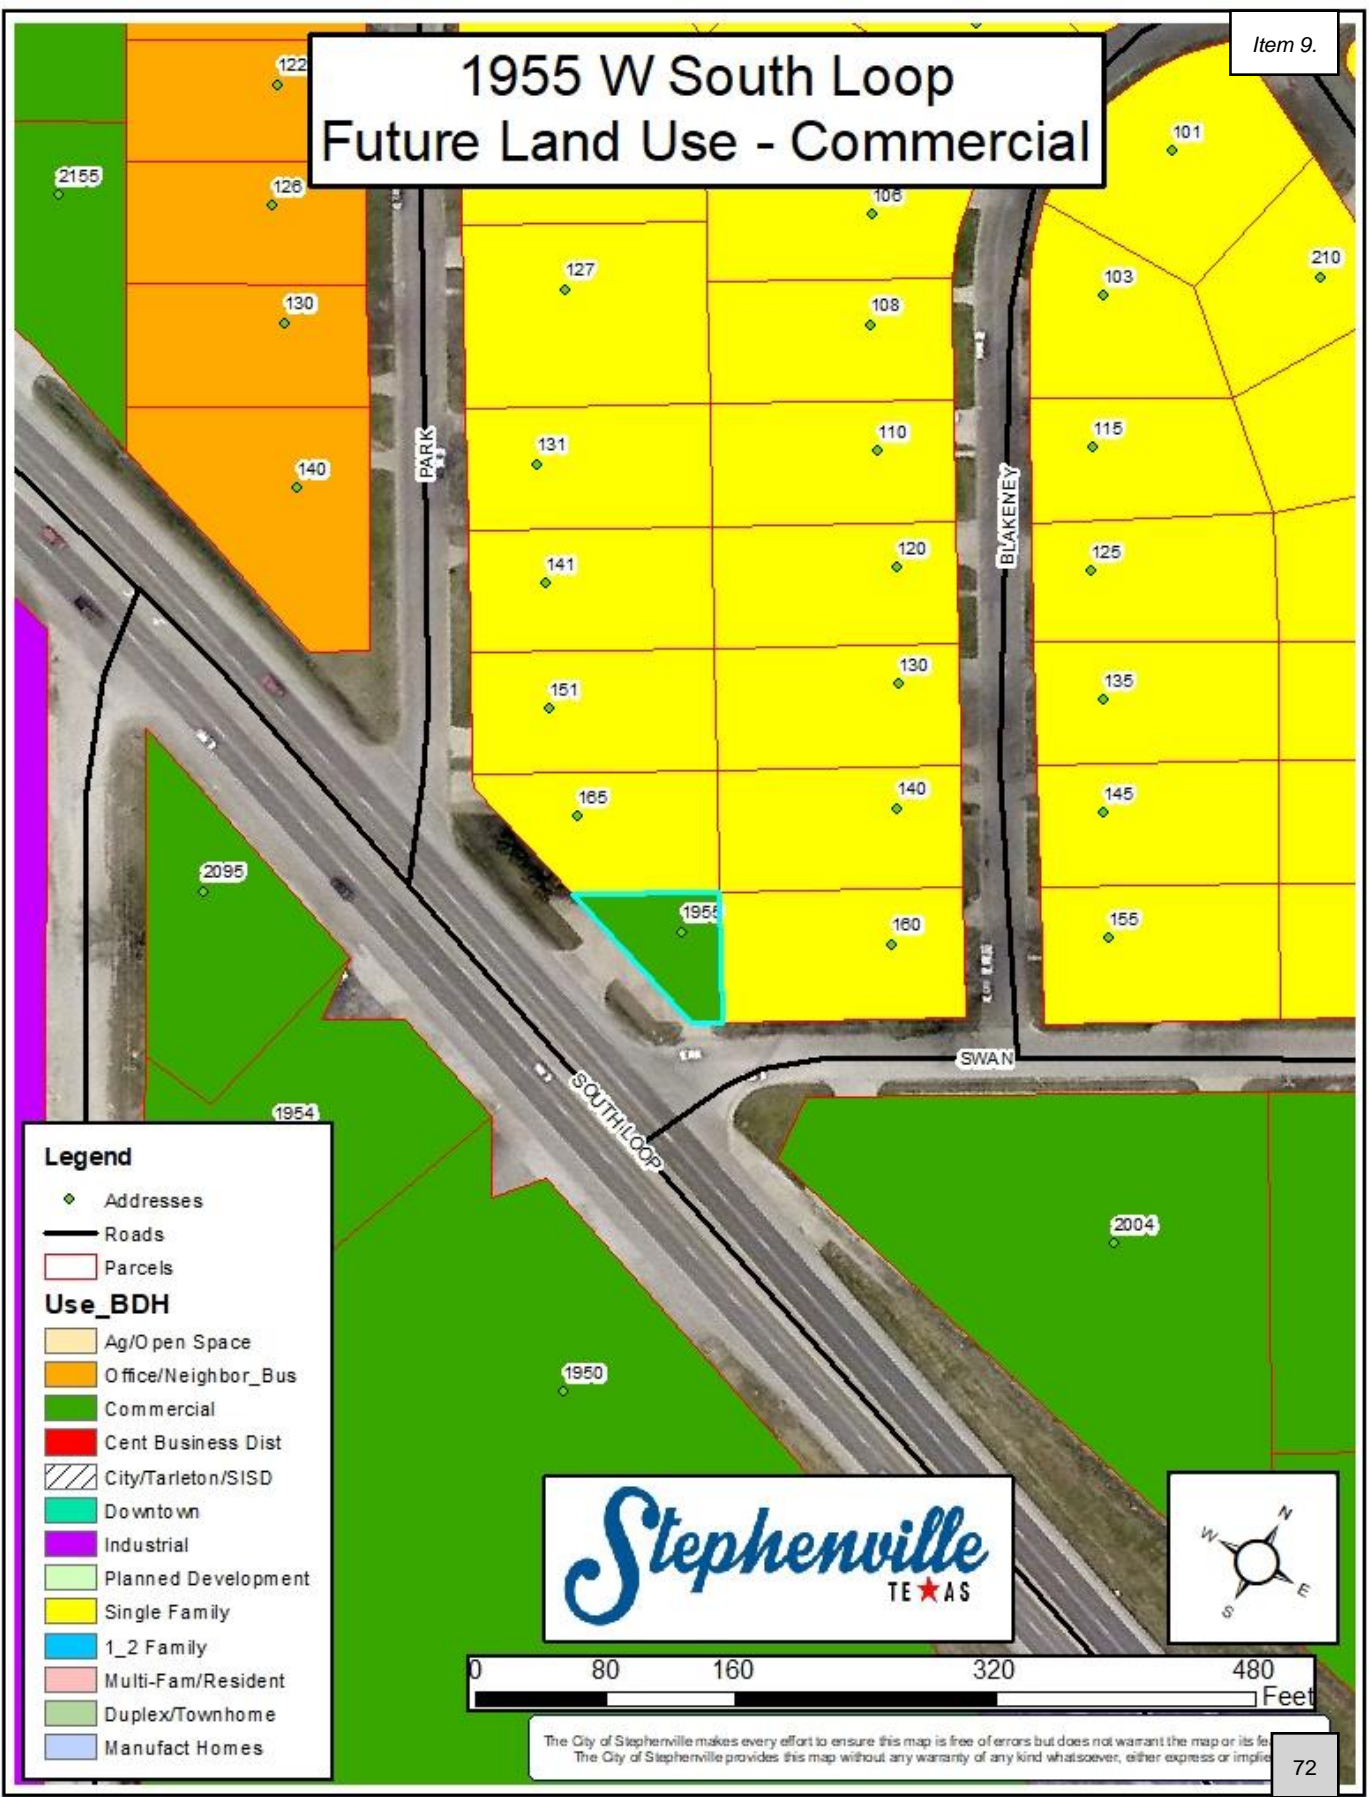 Item 9.
1955 W South Loop
Future Land Use - Commercial
122
101
2155
126
106
127
210
103
130
108
PARK
131
110
115
140
BLAKENEY
141
120
125
151
130
135
165
140
145
2095
1955
160
155
SWAN
SOUTH LOOP
1954
2004
1950
Legend
Addresses
Roads
Parcels
Use_BDH
Ag/Open Space
Office/Neighbor_Bus
Commercial
Cent Business Dist
City/Tarleton/SISD
Downtown
Industrial
Planned Development
Single Family
1_2 Family
Multi-Fam/Resident
Duplex/Townhome
Manufact Homes
Stephenville
TEXAS
N
W
E
S
0 80 160 320 480
Feet
The City of Stephenville makes every effort to ensure this map is free of errors but does not warrant the map or its fe
The City of Stephenville provides this map without any warranty of any kind whatsoever, either express or implie
72